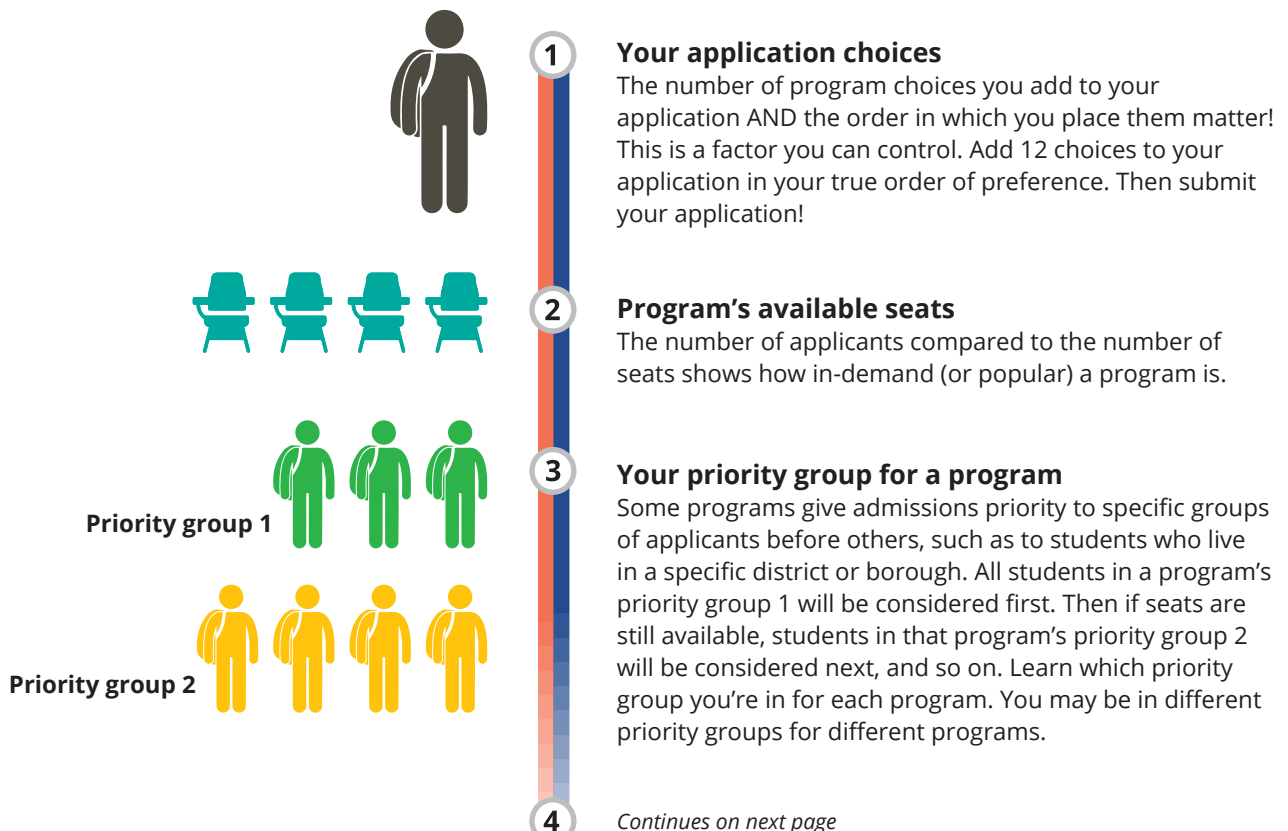 1
Your application choices
The number of program choices you add to your
application AND the order in which you place them matter!
This is a factor you can control. Add 12 choices to your
application in your true order of preference. Then submit
your application!
2
Program’s available seats
The number of applicants compared to the number of
seats shows how in-demand (or popular) a program is.
Priority group 1
Priority group 2
3
Your priority group for a program
Some programs give admissions priority to specific groups
of applicants before others, such as to students who live
in a specific district or borough. All students in a program’s
priority group 1 will be considered first. Then if seats are
still available, students in that program’s priority group 2
will be considered next, and so on. Learn which priority
group you’re in for each program. You may be in different
priority groups for different programs.
4
Continues on next page